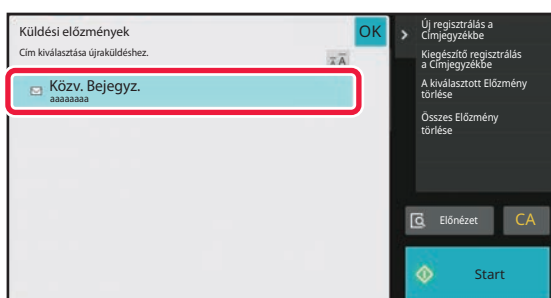 Küldési előzmények
OK
Cím kiválasztása újraküldéshez.
Közv. Bejegyz.
aaaaaaaa
Új regisztrálás a
Címjegyzékbe
Kiegészítő regisztrálás
a Címjegyzékbe
A kiválasztott Előzmény
törlése
Összes Előzmény
törlése
Előnézet
CA
Start